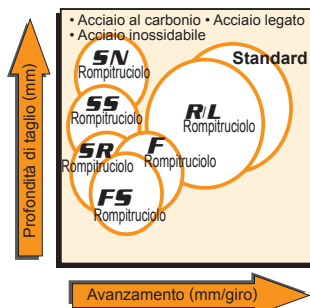 • Acciaio al carbonio • Acciaio legato
• Acciaio inossidabile
SN
Rompitruciolo
Standard
SS
Rompitruciolo
R/L
Rompitruciolo
SR
Rompitruciolo
F
Rompitruciolo
FS
Rompitruciolo
Profondità di taglio (mm)
Avanzamento (mm/giro)